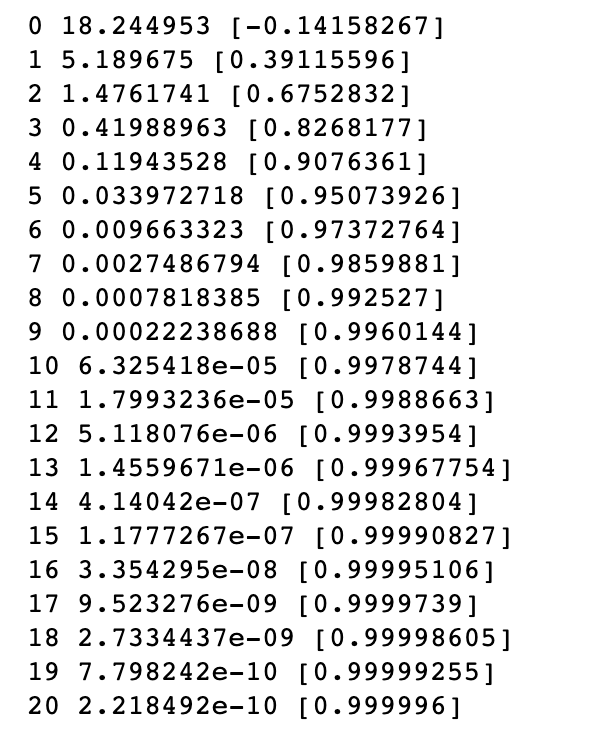 0 18.244953 [-0.14158267]
1 5.189675 [0.39115596]
2 1.4761741 [0.6752832]
3 0.41988963 [0.8268177]
4 0.11943528 [0.9076361]
5 0.033972718 [0.95073926]
6 0.009663323 [0.97372764]
7 0.0027486794 [0.9859881]
8 0.0007818385 [0.992527]
9 0.00022238688 [0.9960144]
10 6.325418e-05 [0.9978744]
11 1.7993236e-05 [0.9988663]
12 5.118076e-06 [0.9993954]
13 1.4559671e-06 [0.99967754]
14 4.14042e-07 [0.99982804]
15 1.1777267e-07 [0.99990827]
16 3.354295e-08 [0.99995106]
17 9.523276e-09 [0.9999739]
18 2.7334437e-09 [0.99998605]
19 7.798242e-10 [0.99999255]
20 2.218492e-10 [0.999996]